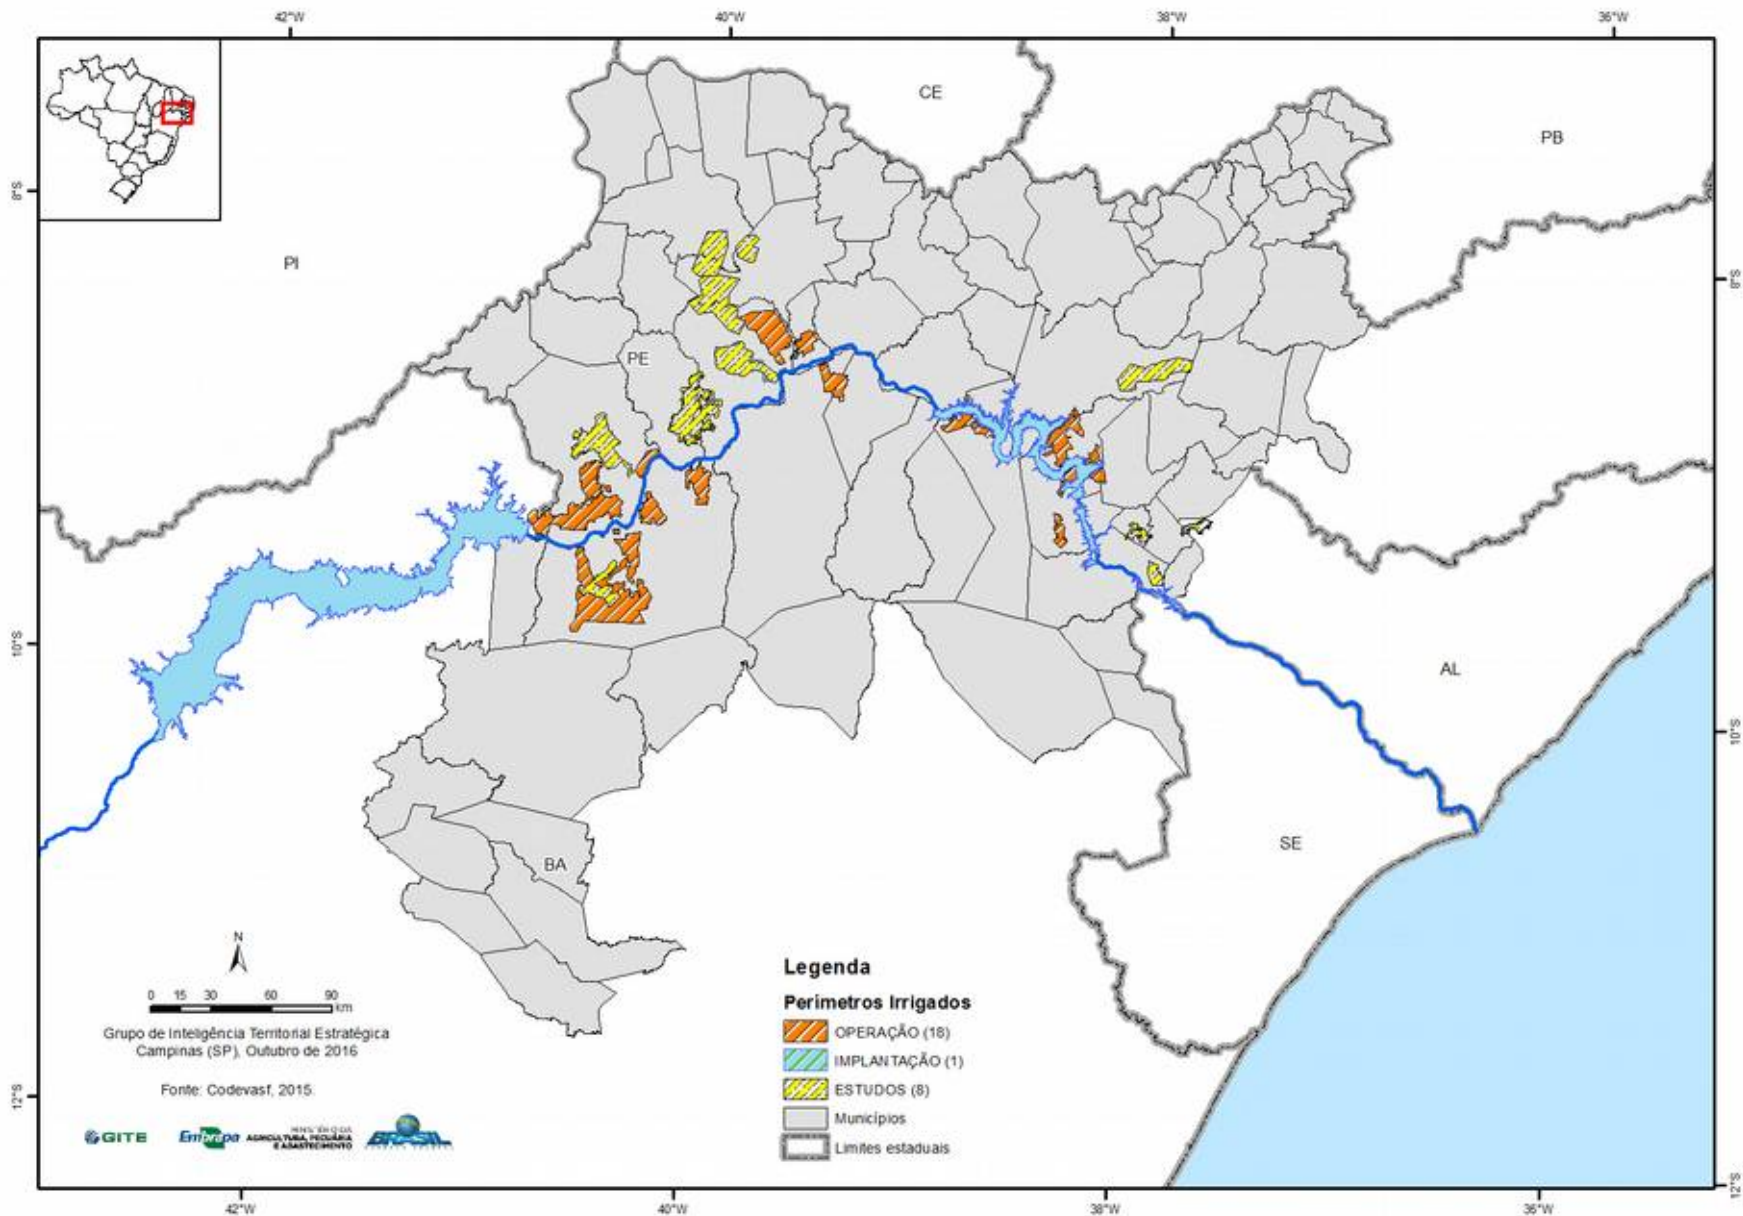 42°W 40°W 38°W 36°W
8°S
8°S
10°S
10°S
12°S
12°S
CE
PB
PI
PE
AL
SE
BA
N
0 15 30 60 90
km
Grupo de Inteligência Territorial Estratégica
Campinas (SP), Outubro de 2016
Fonte: Codevasf, 2015.
GITE
Embrapa
MINISTÉRIO DA
AGRICULTURA, PECUÁRIA
E ABASTECIMENTO
BRASIL
Legenda
Perimetros Irrigados
OPERAÇÃO (18)
IMPLANTAÇÃO (1)
ESTUDOS (8)
Municípios
Limites estaduais
42°W 40°W 38°W 36°W